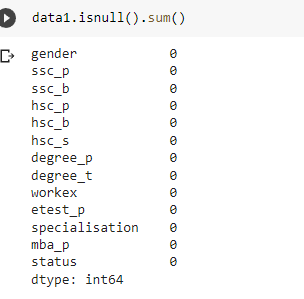 data1.isnull().sum()
gender 0
ssc_p 0
ssc_b 0
hsc_p 0
hsc_b 0
hsc_s 0
degree_p 0
degree_t 0
workex 0
etest_p 0
specialisation 0
mba_p 0
status 0
dtype: int64